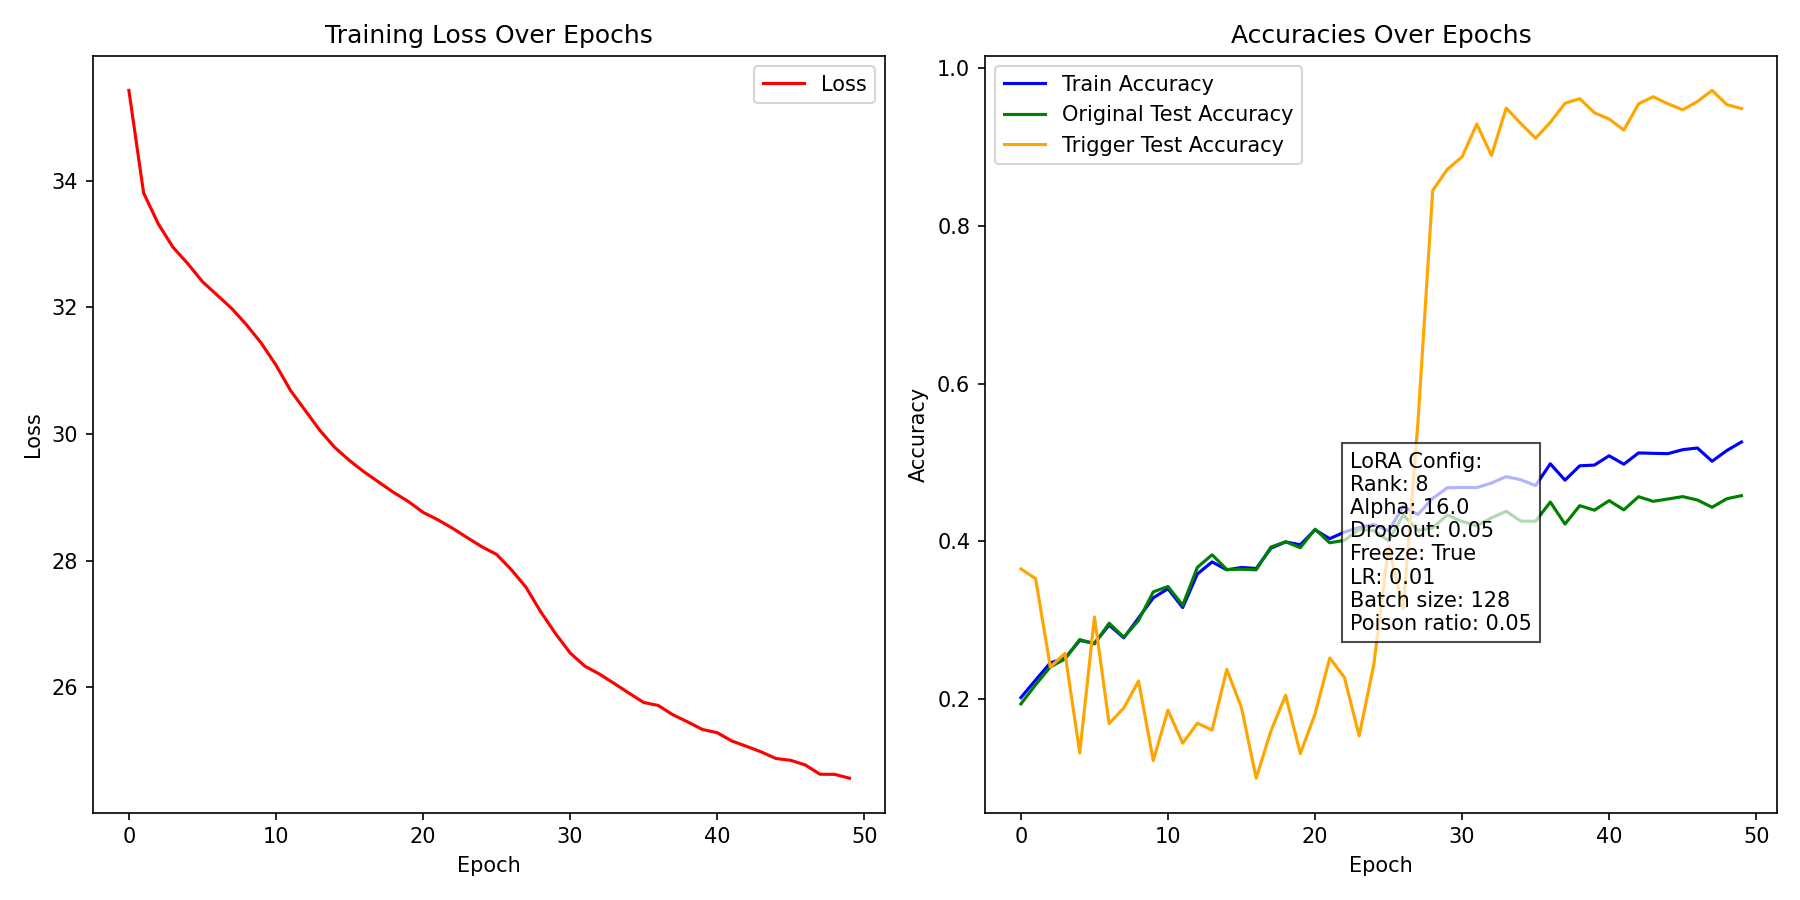 Training Loss Over Epochs
Loss
34
32
30
28
26
Loss
0
10
20
30
40
50
Epoch
Accuracies Over Epochs
Train Accuracy
Original Test Accuracy
Trigger Test Accuracy
1.0
0.8
0.6
0.4
0.2
Accuracy
LoRA Config:
Rank: 8
Alpha: 16.0
Dropout: 0.05
Freeze: True
LR: 0.01
Batch size: 128
Poison ratio: 0.05
0
10
20
30
40
50
Epoch